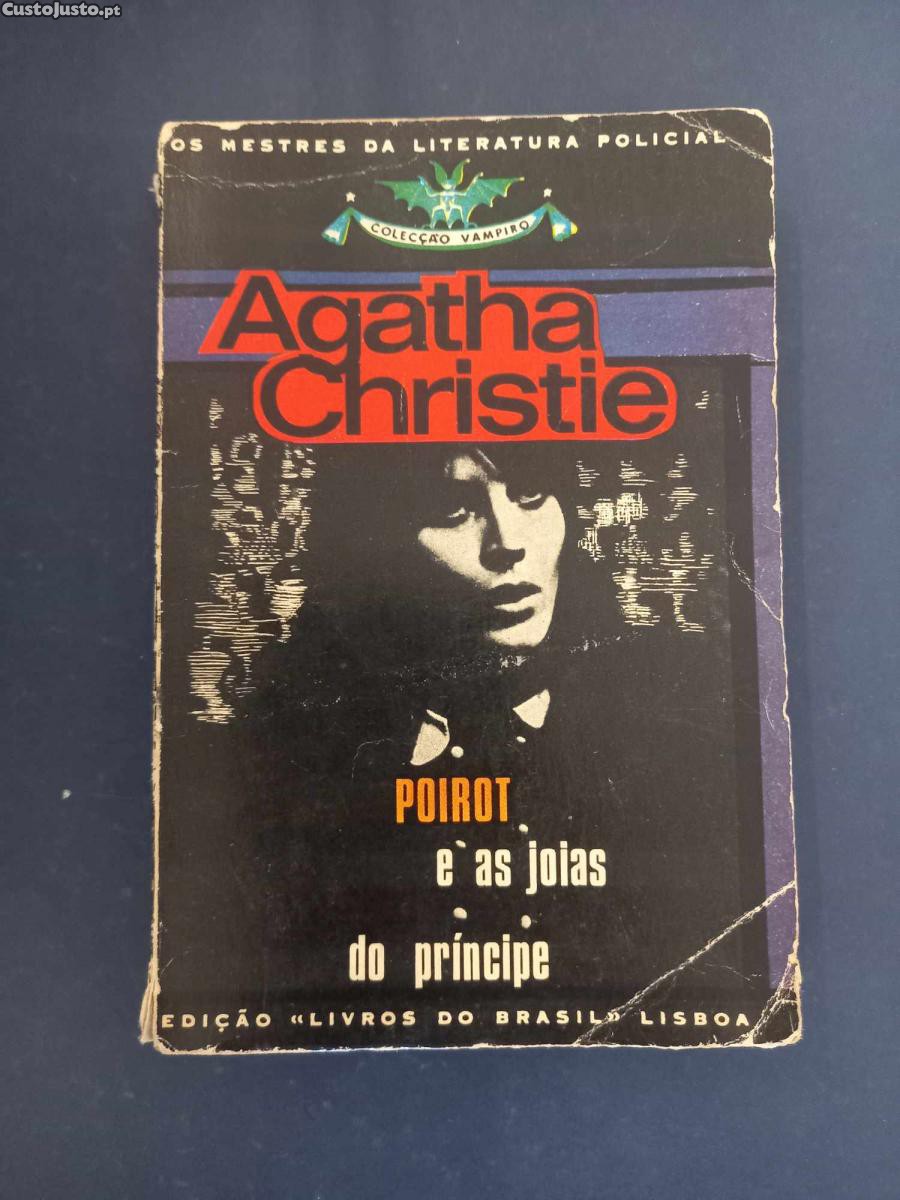 CustoJusto.pt
OS MESTRES DA LITERATURA POLICIAL
COLECÇÃO VAMPIRO
Agatha
Christie
POIROT
e as joias
do príncipe
EDIÇÃO «LIVROS DO BRASIL» LISBOA